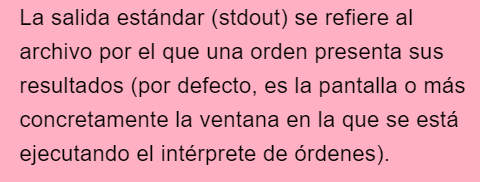 La salida estándar (stdout) se refiere al
archivo por el que una orden presenta sus
resultados (por defecto, es la pantalla o más
concretamente la ventana en la que se está
ejecutando el intérprete de órdenes).